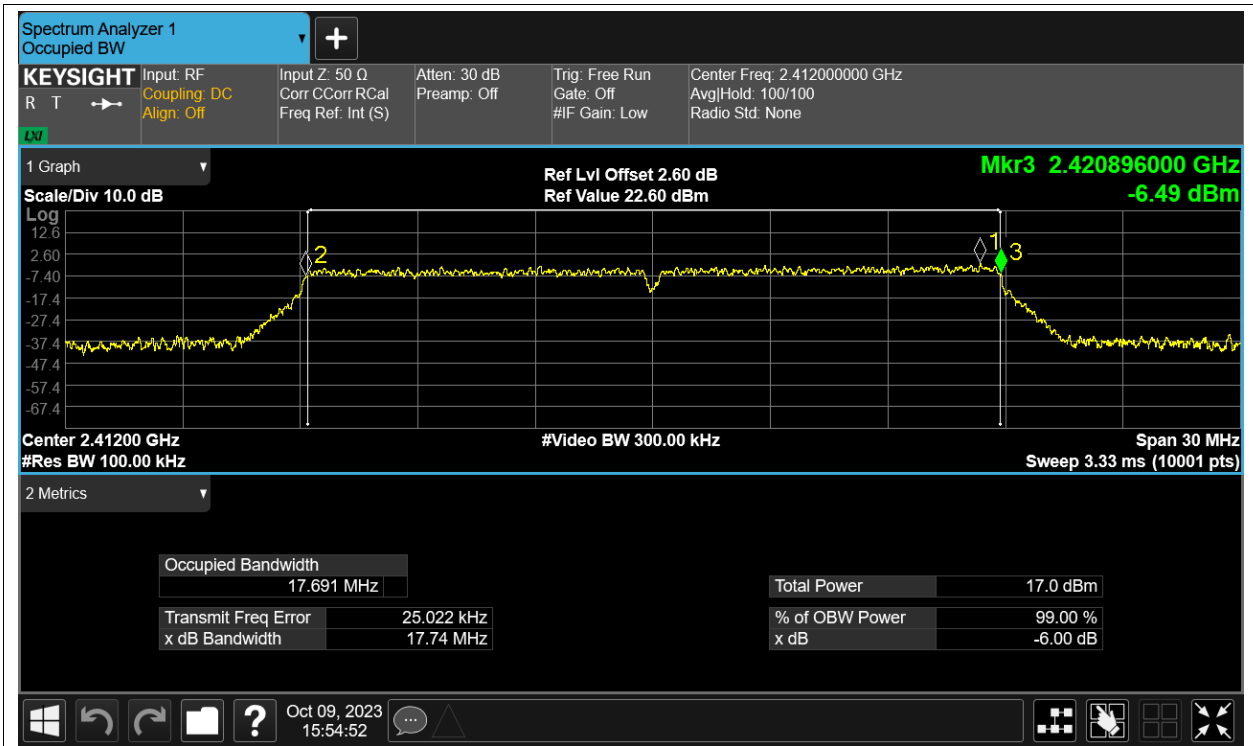 Spectrum Analyzer 1
Occupied BW
KEYSIGHT
R T
LXI
Input: RF
Coupling: DC
Align: Off
Input Z: 50 Ω
Corr CCorr RCal
Freq Ref: Int (S)
Atten: 30 dB
Preamp: Off
Trig: Free Run
Gate: Off
#IF Gain: Low
Center Freq: 2.412000000 GHz
Avg|Hold: 100/100
Radio Std: None
1 Graph
Scale/Div 10.0 dB
Ref Lvl Offset 2.60 dB
Ref Value 22.60 dBm
Mkr3 2.420896000 GHz
-6.49 dBm
Log
12.6
2.60
-7.40
-17.4
-27.4
-37.4
-47.4
-57.4
-67.4
2
1
3
Center 2.41200 GHz
#Video BW 300.00 kHz
Span 30 MHz
#Res BW 100.00 kHz
Sweep 3.33 ms (10001 pts)
2 Metrics
Occupied Bandwidth
17.691 MHz
Total Power 17.0 dBm
Transmit Freq Error 25.022 kHz
% of OBW Power 99.00 %
x dB Bandwidth 17.74 MHz
x dB -6.00 dB
?
Oct 09, 2023
15:54:52